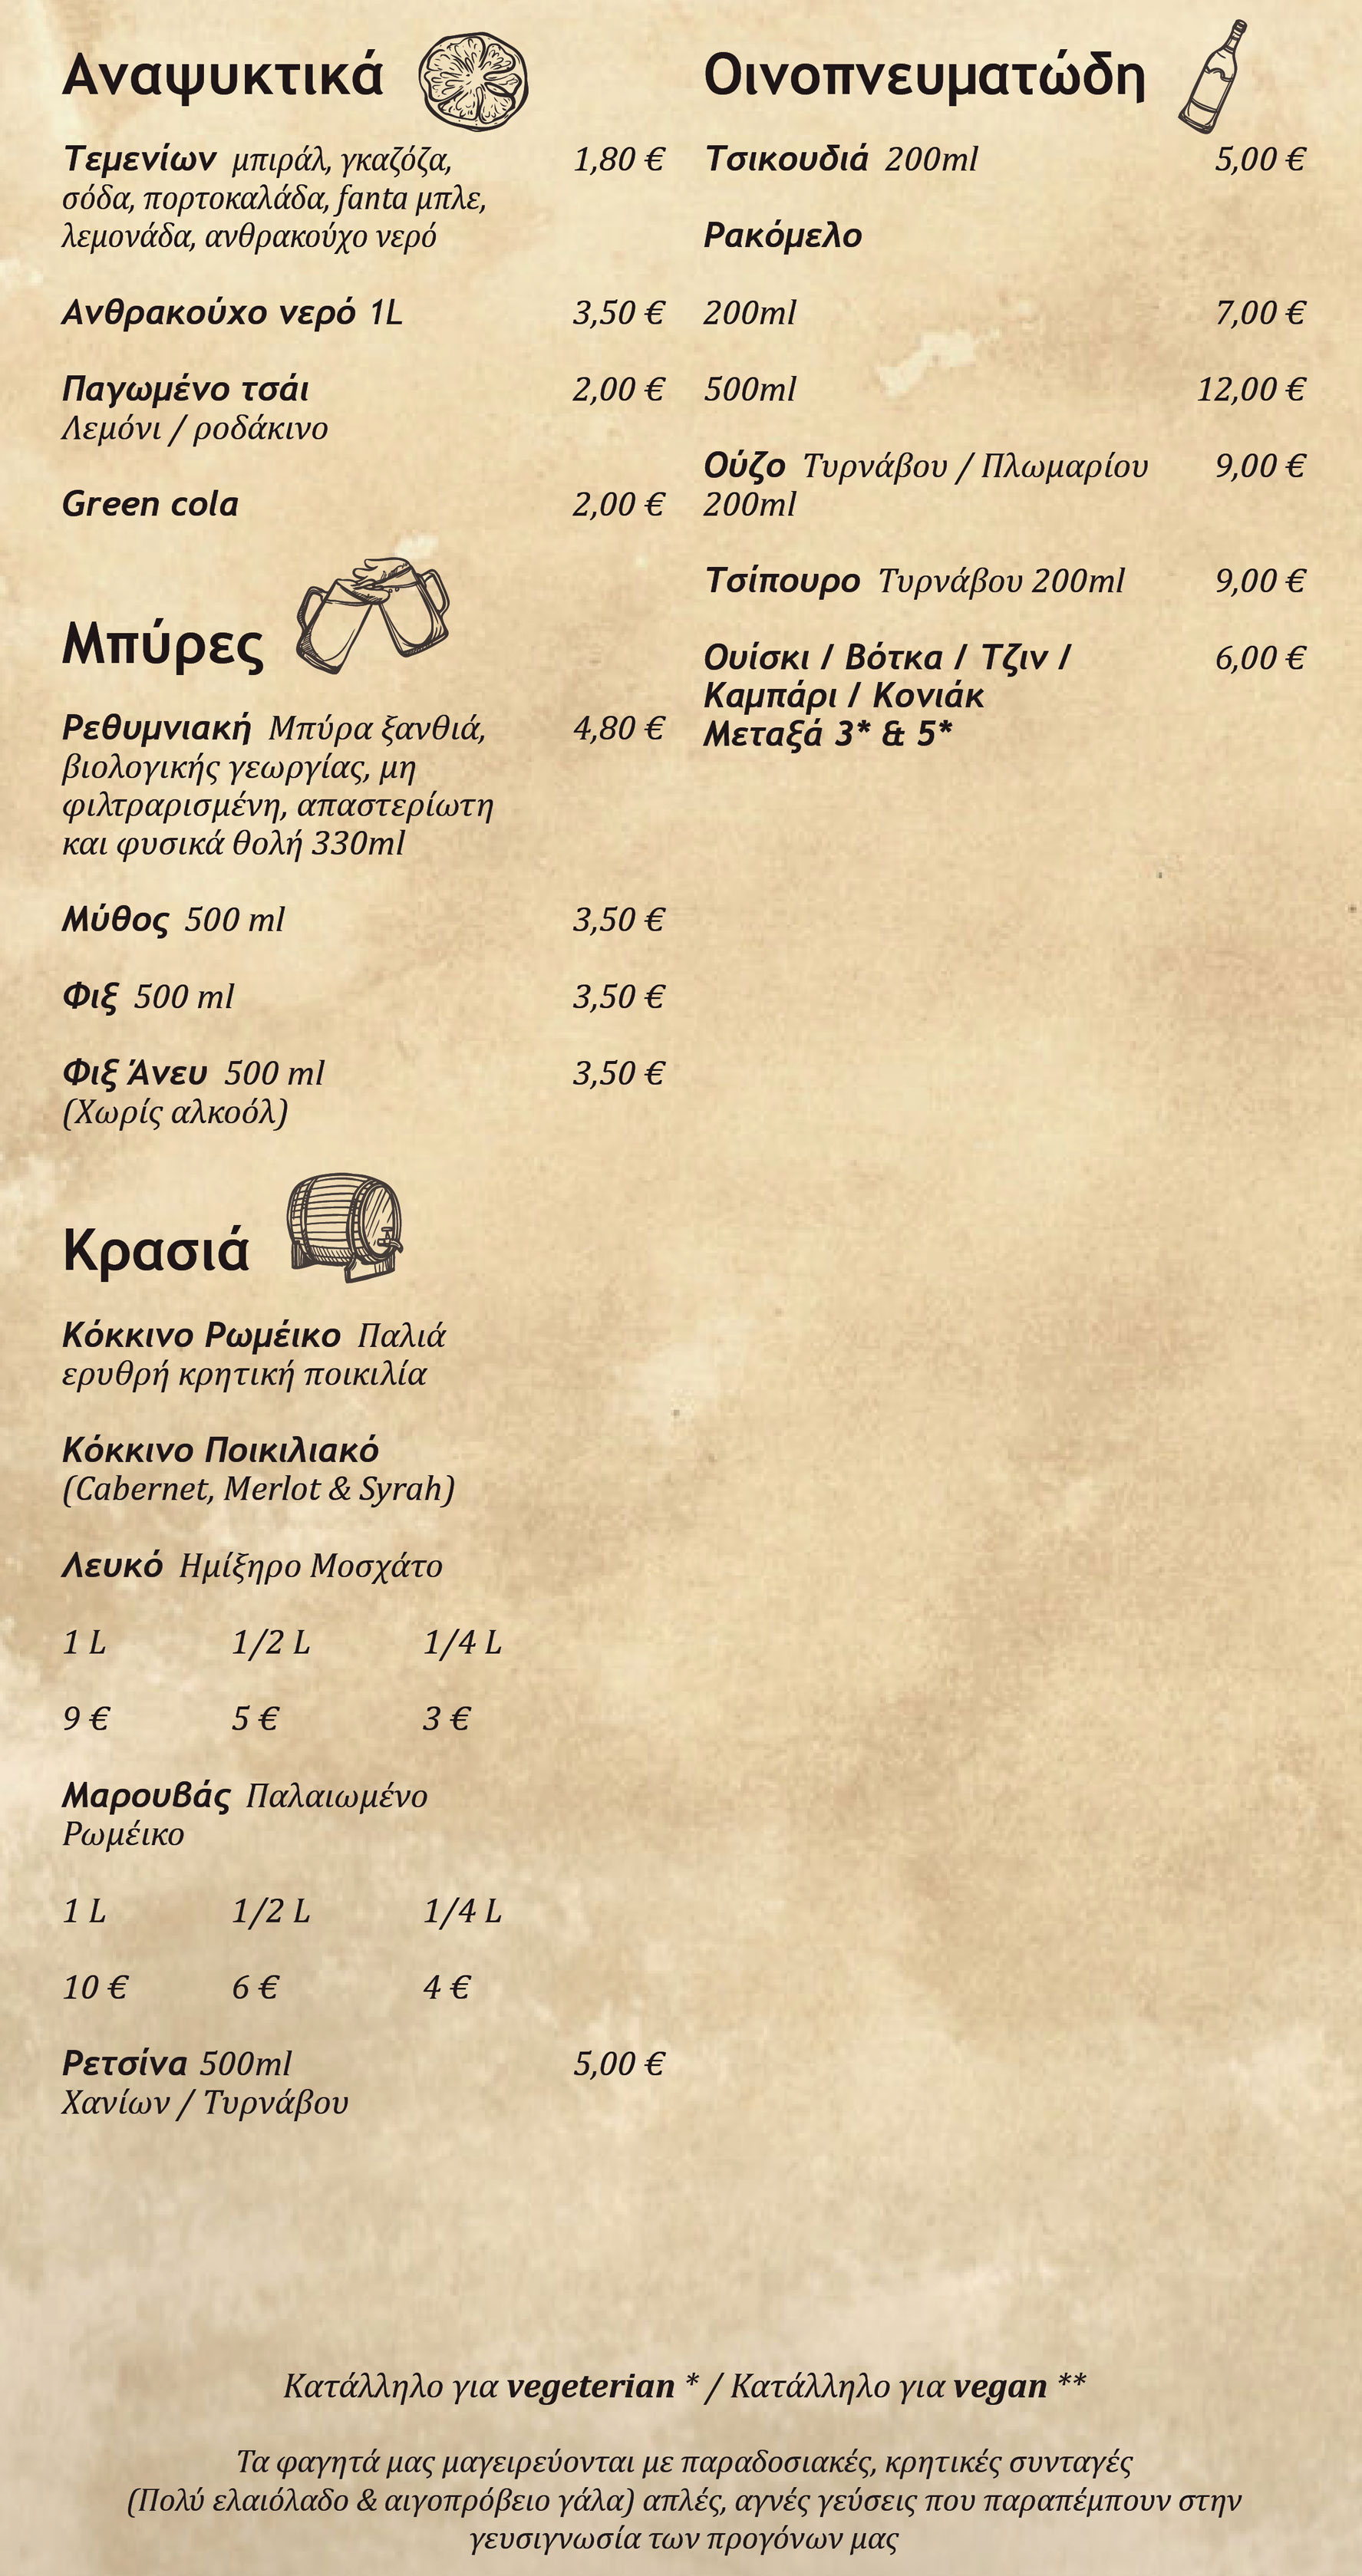 Αναψυκτικά
Τεμενίων μπιράλ, γκαζόζα, 1,80 €
σόδα, πορτοκαλάδα, fanta μπλε,
λεμονάδα, ανθρακούχο νερό
Ανθρακούχο νερό 1L 3,50 €
Παγωμένο τσάι 2,00 €
Λεμόνι / ροδάκινο
Green cola 2,00 €
Μπύρες
Ρεθυμνιακή Μπύρα ξανθιά, 4,80 €
βιολογικής γεωργίας, μη
φιλτραρισμένη, απαστερίωτη
και φυσικά θολή 330ml
Μύθος 500 ml 3,50 €
Φιξ 500 ml 3,50 €
Φιξ Άνευ 500 ml 3,50 €
(Χωρίς αλκοόλ)
Κρασιά
Κόκκινο Ρωμέικο Παλιά
ερυθρή κρητική ποικιλία
Κόκκινο Ποικιλιακό
(Cabernet, Merlot & Syrah)
Λευκό Ημίξηρο Μοσχάτο
1 L 1/2 L 1/4 L
9 € 5 € 3 €
Μαρουβάς Παλαιωμένο
Ρωμέικο
1 L 1/2 L 1/4 L
10 € 6 € 4 €
Ρετσίνα 500ml 5,00 €
Χανίων / Τυρνάβου
Οινοπνευματώδη
Τσικουδιά 200ml 5,00 €
Ρακόμελο
200ml 7,00 €
500ml 12,00 €
Ούζο Τυρνάβου / Πλωμαρίου 9,00 €
200ml
Τσίπουρο Τυρνάβου 200ml 9,00 €
Ουίσκι / Βότκα / Τζιν / 6,00 €
Καμπάρι / Κονιάκ
Μεταξά 3* & 5*
Κατάλληλο για vegeterian * / Κατάλληλο για vegan **
Τα φαγητά μας μαγειρεύονται με παραδοσιακές, κρητικές συνταγές
(Πολύ ελαιόλαδο & αιγοπρόβειο γάλα) απλές, αγνές γεύσεις που παραπέμπουν στην
γευσιγνωσία των προγόνων μας